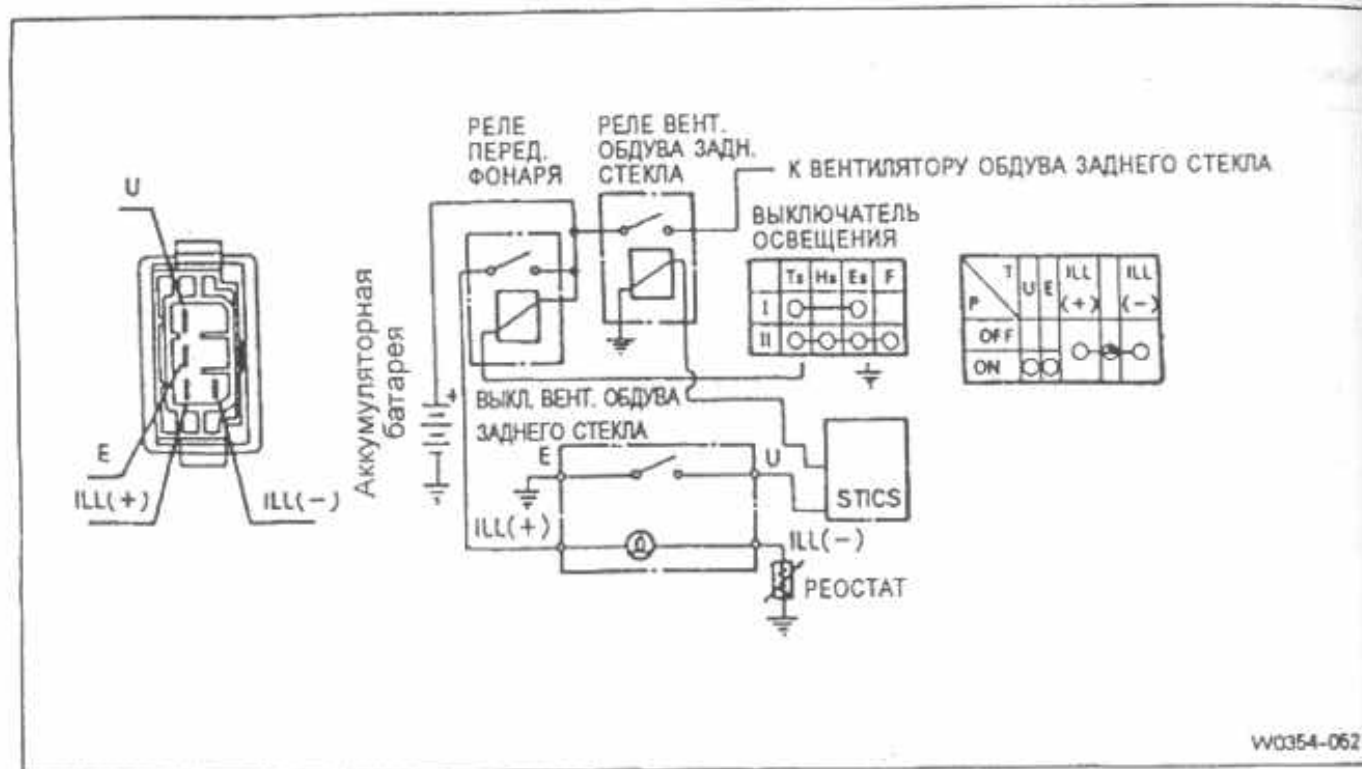 U
E
ILL(+)
ILL(-)
Аккумуляторная
батарея
РЕЛЕ
ПЕРЕД.
ФОНАРЯ
РЕЛЕ ВЕНТ.
ОБДУВА ЗАДН.
СТЕКЛА
К ВЕНТИЛЯТОРУ ОБДУВА ЗАДНЕГО СТЕКЛА
ВЫКЛЮЧАТЕЛЬ
ОСВЕЩЕНИЯ
Ts Hs Es F
I
II
T
P
U E ILL (+) ILL (-)
OFF
ON
+
ВЫКЛ. ВЕНТ. ОБДУВА
ЗАДНЕГО СТЕКЛА
E
U
STICS
ILL(+)
ILL(-)
РЕОСТАТ
W0354-062